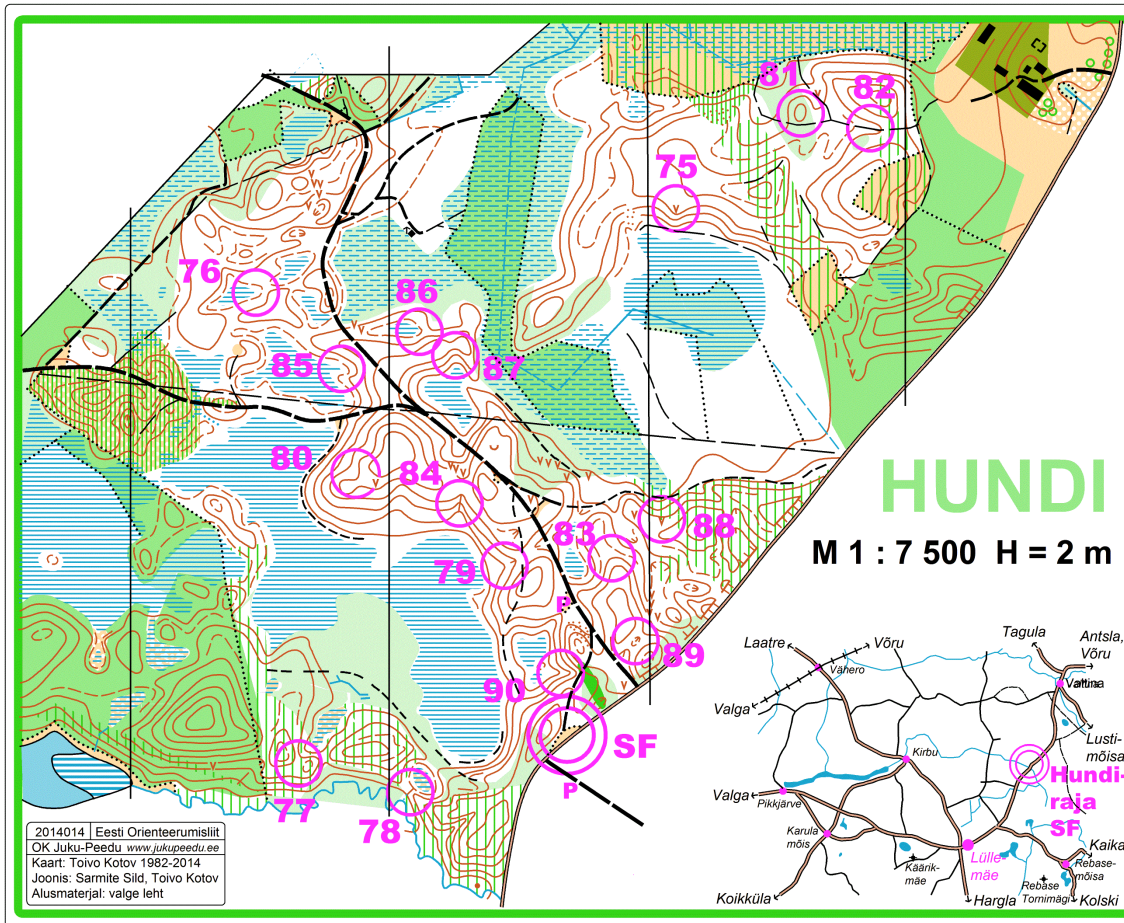 81
82
75
76
86
85
87
80
84
88
83
79
P
89
90
SF
P
77
78
HUNDI
M 1 : 7 500 H = 2 m
Laatre
Võru
Tagula
Antsla,
Võru
Vähero
Valga
Kirbu
Lusti-
mõisa
Hundi-
raja
SF
Valga
Pikkjärve
Karula
mõis
Käärik-
mäe
Lülle-
mäe
Kaika
Rebase-
mõisa
Rebase
Tornimägi
Koikküla
Hargla
Kolski
2014014 Eesti Orienteerumisliit
OK Juku-Peedu www.jukupeedu.ee
Kaart: Toivo Kotov 1982-2014
Joonis: Sarmite Sild, Toivo Kotov
Alusmaterjal: valge leht